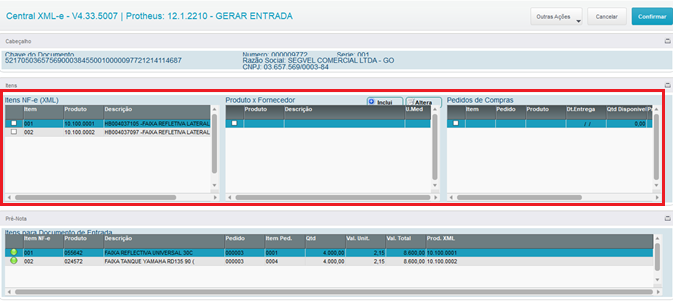 Central XML-e - V4.33.5007 | Protheus: 12.1.2210 - GERAR ENTRADA
Outras Ações Cancelar Confirmar
Cabeçalho
Chave do Documento Numero: 000009772 Serie: 001
52170503657569000384550010000097721214114687 Razão Social: SEGVEL COMERCIAL LTDA - GO
CNPJ: 03.657.569/0003-84
Itens
Itens NF-e (XML) Produto x Fornecedor Inclui Altera Pedidos de Compras
Item Produto Descrição Produto Descrição U.Med Item Pedido Produto Dt.Entrega Qtd Disponivel
001 10.100.0001 HB004037105 -FAIXA REFLETIVA LATERAL / / 0,00
002 10.100.0002 HB004037097 -FAIXA REFLETIVA LATERAL
Pré-Nota
Itens para Documento de Entrada
Item NF-e Produto Descrição Pedido Item Ped. Qtd Val. Unit. Val. Total Prod. XML
001 055642 FAIXA REFLECTIVA UNIVERSAL 30C 000003 0001 4.000,00 2,15 8.600,00 10.100.0001
002 024572 FAIXA TANQUE YAMAHA RD135 90 ( 000003 0004 4.000,00 2,15 8.600,00 10.100.0002